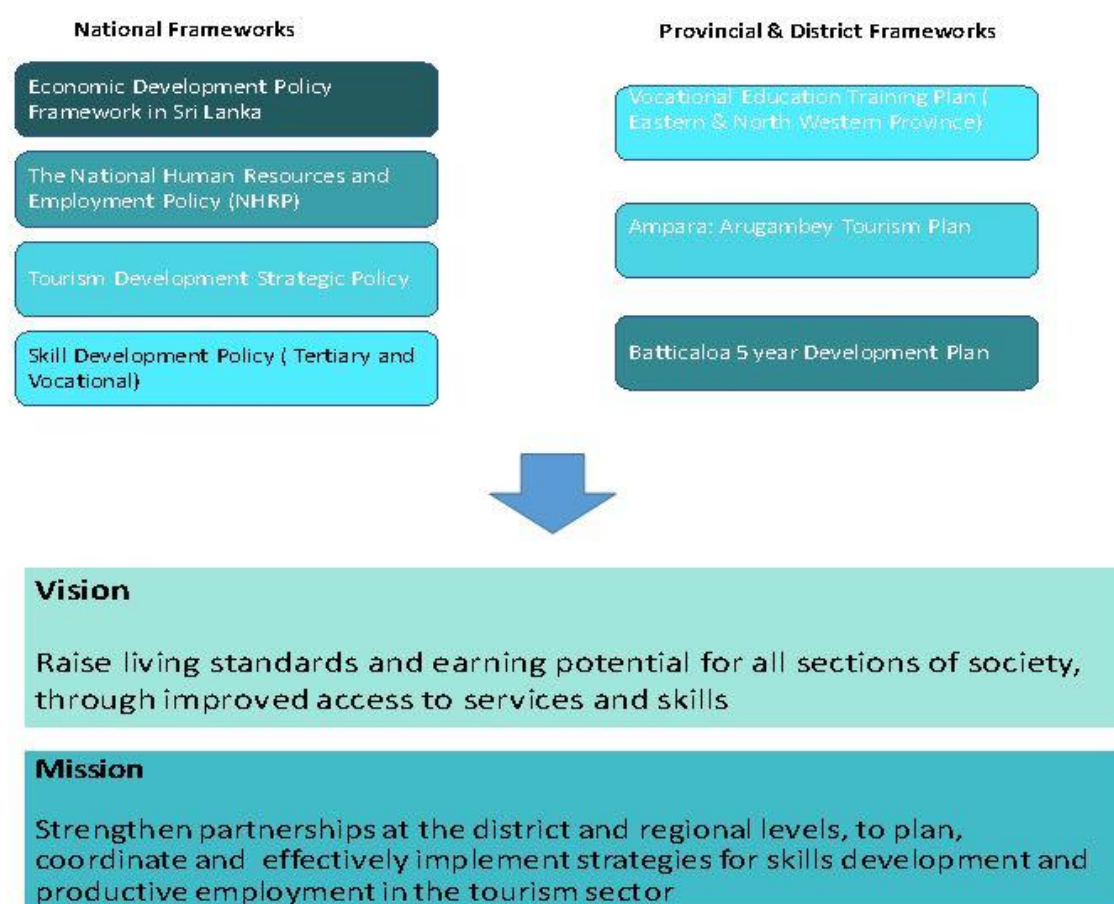 National Frameworks
Economic Development Policy
Framework in Sri Lanka
The National Human Resources and
Employment Policy (NHRP)
Tourism Development Strategic Policy
Skill Development Policy ( Tertiary and
Vocational)
Provincial & District Frameworks
Vocational Education Training Plan (
Eastern & North Western Province)
Ampara: Arugambey Tourism Plan
Batticaloa 5 year Development Plan
Vision
Raise living standards and earning potential for all sections of society,
through improved access to services and skills
Mission
Strengthen partnerships at the district and regional levels, to plan,
coordinate and effectively implement strategies for skills development and
productive employment in the tourism sector